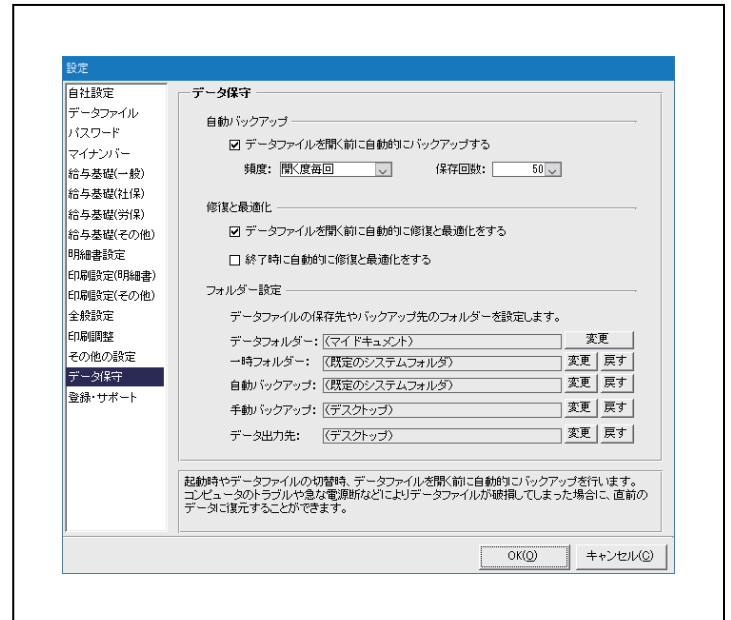 設定
自社設定
データファイル
パスワード
マイナンバー
給与基礎(一般)
給与基礎(社保)
給与基礎(労保)
給与基礎(その他)
明細書設定
印刷設定(明細書)
印刷設定(その他)
全般設定
印刷調整
その他の設定
データ保守
登録・サポート
データ保守
自動バックアップ
データファイルを開く前に自動的にバックアップする
頻度: 開く度毎回 保存回数: 50
修復と最適化
データファイルを開く前に自動的に修復と最適化をする
終了時に自動的に修復と最適化をする
フォルダー設定
データファイルの保存先やバックアップ先のフォルダーを設定します。
データフォルダー: (マイドキュメント) 変更
一時フォルダー: (既定のシステムフォルダ) 変更 戻す
自動バックアップ: (既定のシステムフォルダ) 変更 戻す
手動バックアップ: (デスクトップ) 変更 戻す
データ出力先: (デスクトップ) 変更 戻す
起動時やデータファイルの切替時、データファイルを開く前に自動的にバックアップを行います。
コンピュータのトラブルや急な電源断などによりデータファイルが破損してしまった場合に、直前の
データに復元することができます。
OK(O) キャンセル(C)